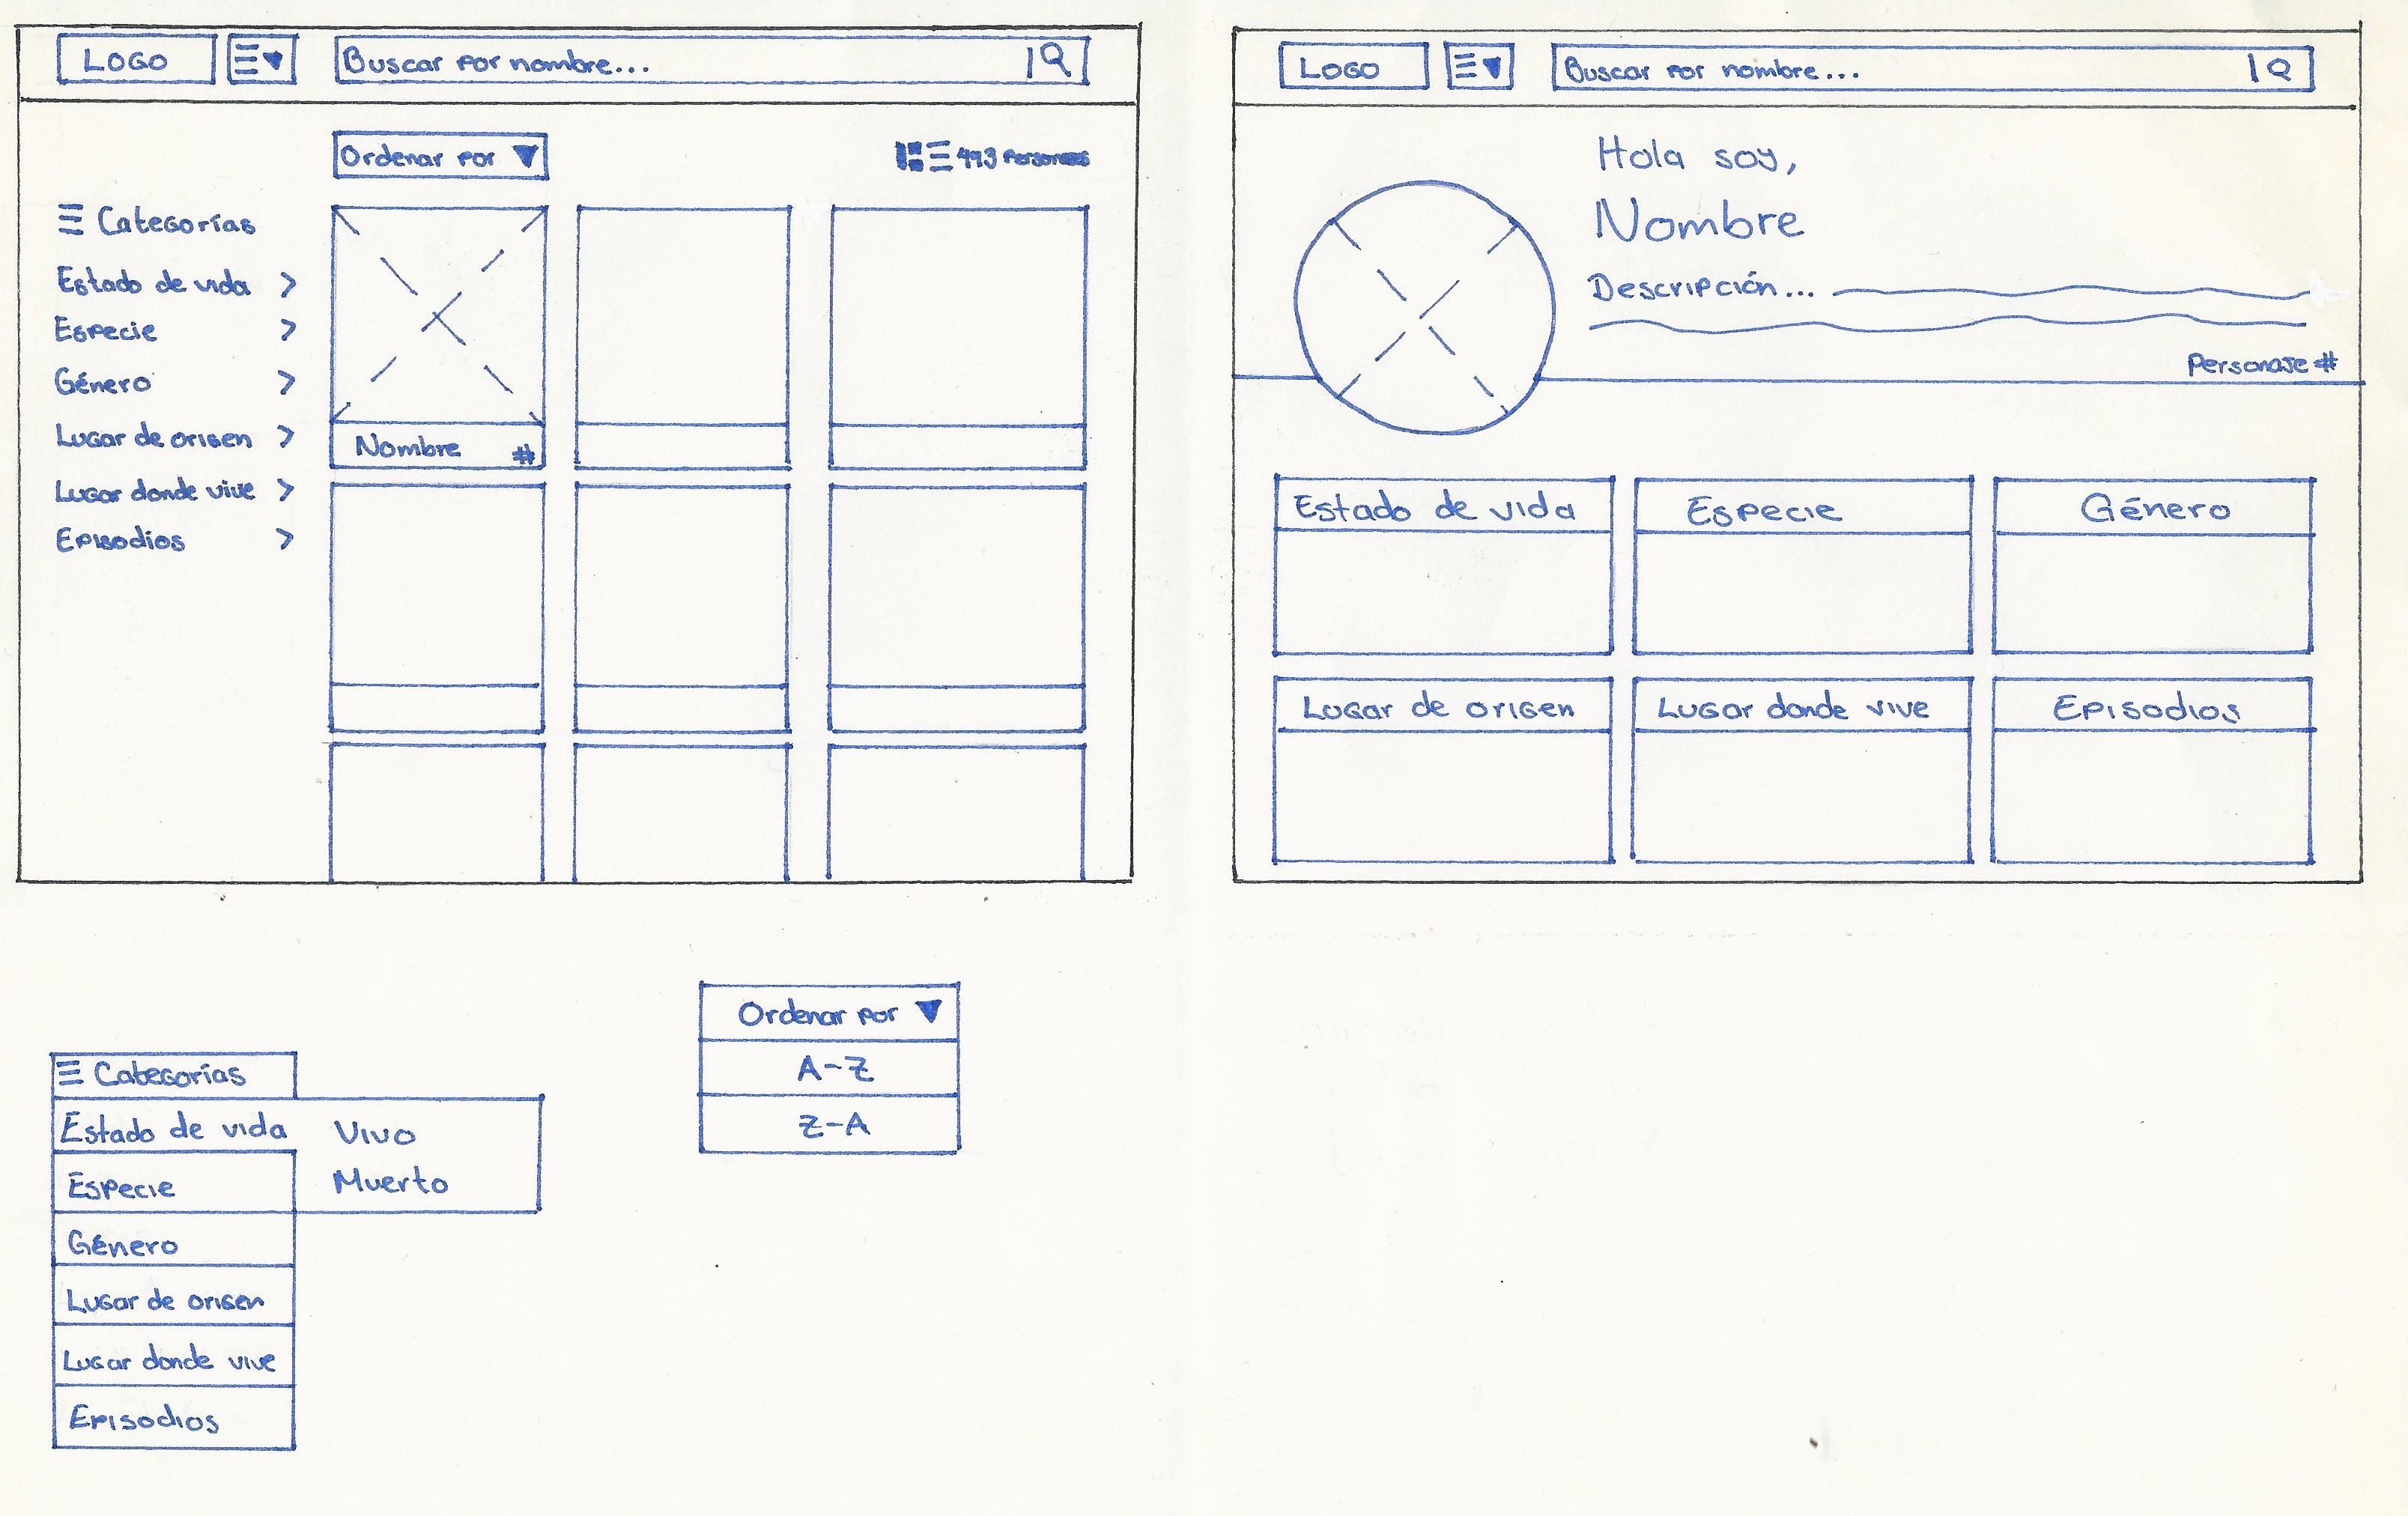 LOGO
Buscar por nombre...
Ordenar por
493
Categorías
Estado de vida >
Especie >
Género >
Lugar de origen >
Lugar donde vive >
Episodios >
Nombre #
LOGO
Buscar por nombre...
Hola soy,
Nombre
Descripción...
Personaje #
Estado de vida
Especie
Género
Lugar de origen
Lugar donde vive
Episodios
Categorías
Estado de vida
Vivo
Especie
Muerto
Género
Lugar de origen
Lugar donde vive
Episodios
Ordenar por
A-Z
Z-A